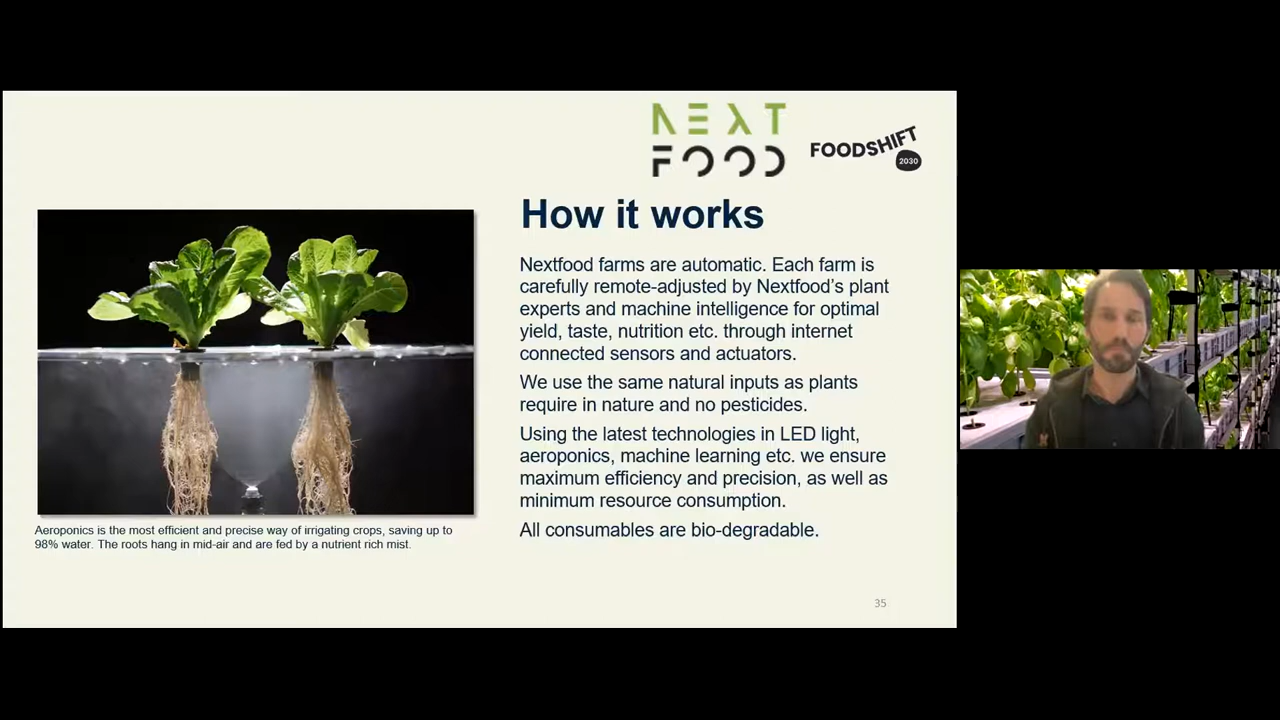 NEXT
FOOD
FOODSHIFT
2030
How it works
Nextfood farms are automatic. Each farm is
carefully remote-adjusted by Nextfood’s plant
experts and machine intelligence for optimal
yield, taste, nutrition etc. through internet
connected sensors and actuators.
We use the same natural inputs as plants
require in nature and no pesticides.
Using the latest technologies in LED light,
aeroponics, machine learning etc. we ensure
maximum efficiency and precision, as well as
minimum resource consumption.
All consumables are bio-degradable.
Aeroponics is the most efficient and precise way of irrigating crops, saving up to
98% water. The roots hang in mid-air and are fed by a nutrient rich mist.
35